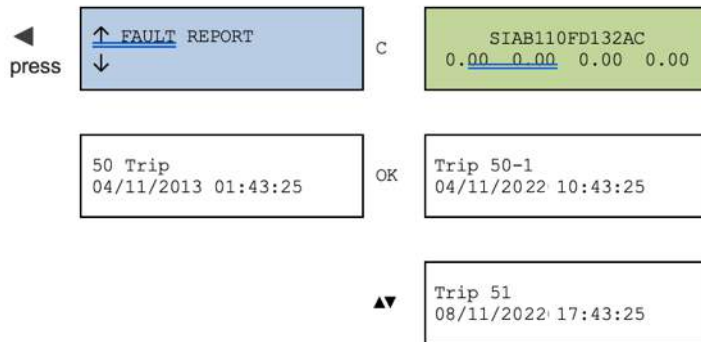 ◄ press
↑ FAULT REPORT
↓
C
SIAB110FD132AC
0.00 0.00 0.00 0.00
50 Trip
04/11/2013 01:43:25
OK
Trip 50-1
04/11/2022 10:43:25
▲▼
Trip 51
08/11/2022 17:43:25